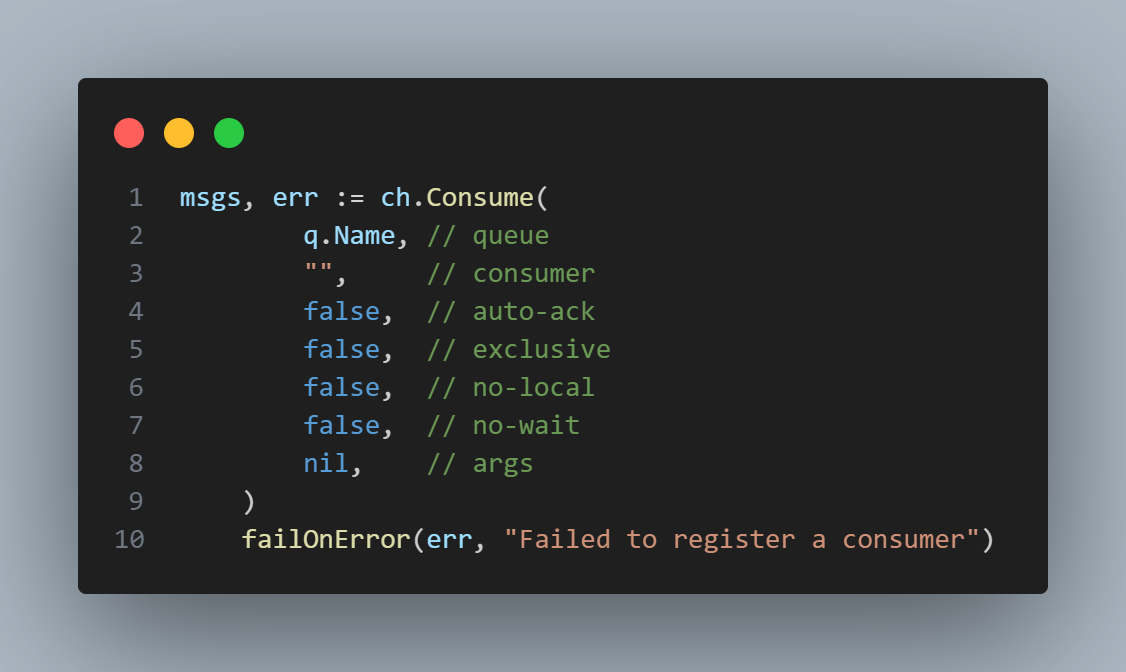 1 msgs, err := ch.Consume(
2         q.Name, // queue
3         "",     // consumer
4         false,  // auto-ack
5         false,  // exclusive
6         false,  // no-local
7         false,  // no-wait
8         nil,    // args
9     )
10     failOnError(err, "Failed to register a consumer")